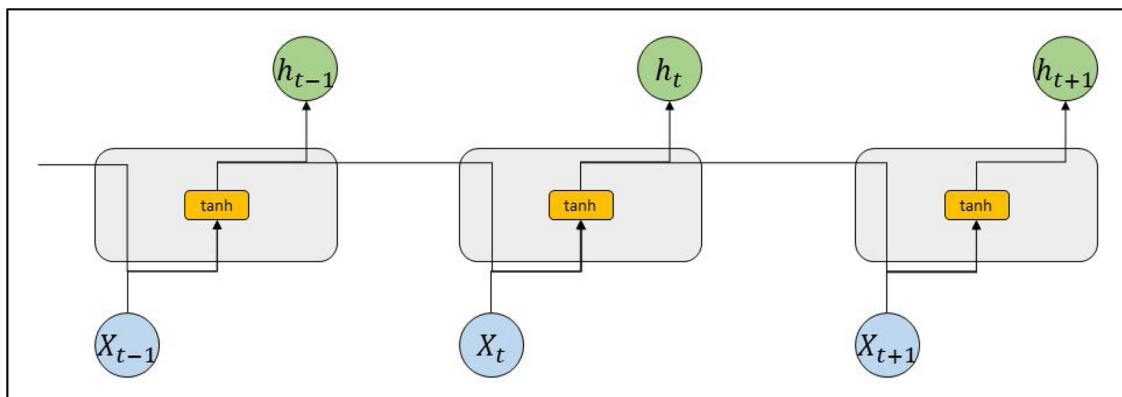 h_{t-1} h_t h_{t+1}
tanh tanh tanh
X_{t-1} X_t X_{t+1}